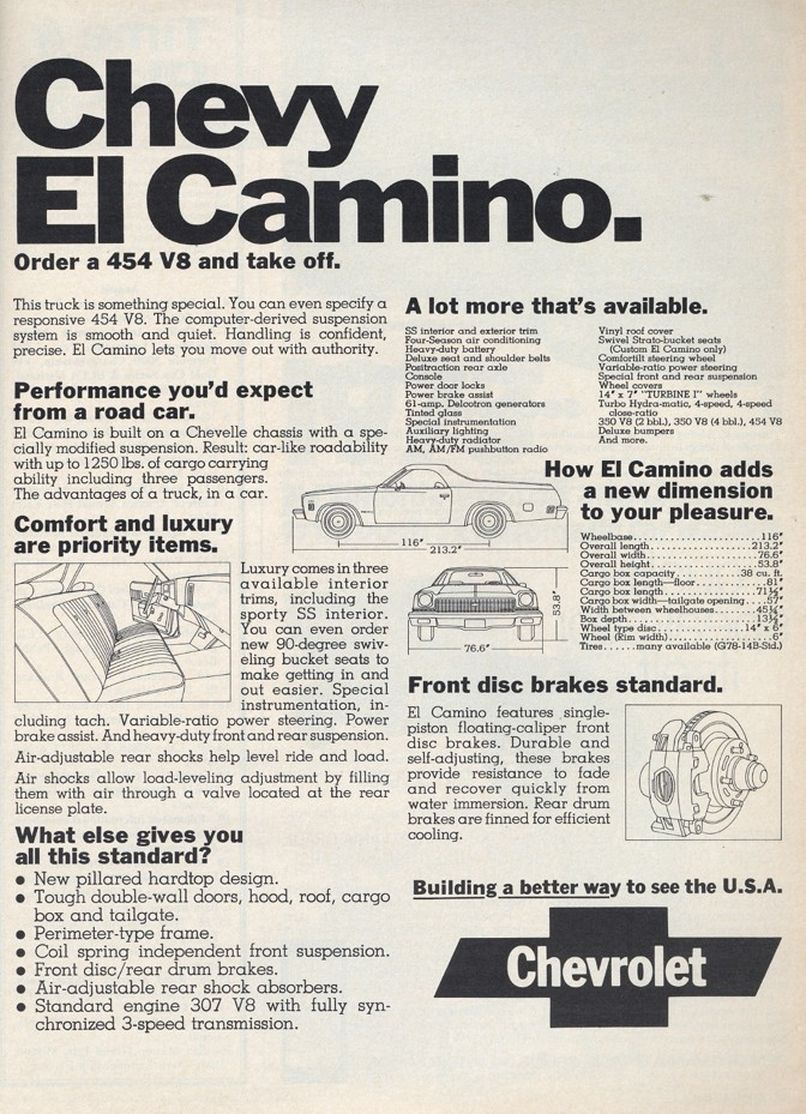 Chevy
El Camino.
Order a 454 V8 and take off.
This truck is something special. You can even specify a
responsive 454 V8. The computer-derived suspension
system is smooth and quiet. Handling is confident,
precise. El Camino lets you move out with authority.
Performance you'd expect
from a road car.
El Camino is built on a Chevelle chassis with a spe-
cially modified suspension. Result: car-like roadability
with up to 1250 lbs. of cargo carrying
ability including three passengers.
The advantages of a truck, in a car.
Comfort and luxury
are priority items.
Luxury comes in three
available interior
trims, including the
sporty SS interior.
You can even order
new 90-degree swiv-
eling bucket seats to
make getting in and
out easier. Special
instrumentation, in-
cluding tach. Variable-ratio power steering. Power
brake assist. And heavy-duty front and rear suspension.
Air-adjustable rear shocks help level ride and load.
Air shocks allow load-leveling adjustment by filling
them with air through a valve located at the rear
license plate.
What else gives you
all this standard?
● New pillared hardtop design.
● Tough double-wall doors, hood, roof, cargo
box and tailgate.
● Perimeter-type frame.
● Coil spring independent front suspension.
● Front disc/rear drum brakes.
● Air-adjustable rear shock absorbers.
● Standard engine 307 V8 with fully syn-
chronized 3-speed transmission.
A lot more that's available.
SS interior and exterior trim
Four-Season air conditioning
Heavy-duty battery
Deluxe seat and shoulder belts
Positraction rear axle
Console
Power door locks
Power brake assist
61-amp. Delcotron generators
Tinted glass
Special instrumentation
Auxiliary lighting
Heavy-duty radiator
AM, AM/FM pushbutton radio
Vinyl roof cover
Swivel Strato-bucket seats
(Custom El Camino only)
Comfortilt steering wheel
Variable-ratio power steering
Special front and rear suspension
Wheel covers
14" x 7" "TURBINE I" wheels
Turbo Hydra-matic, 4-speed, 4-speed
close-ratio
350 V8 (2 bbl.), 350 V8 (4 bbl.), 454 V8
Deluxe bumpers
And more.
How El Camino adds
a new dimension
to your pleasure.
116"
213.2"
53.8"
76.6"
Wheelbase.......................116"
Overall length..................213.2"
Overall width....................76.6"
Overall height...................53.8"
Cargo box capacity...........38 cu. ft.
Cargo box length—floor...........81"
Cargo box length.................71½"
Cargo box width—tailgate opening....57"
Width between wheelhouses.......45¼"
Box depth.......................13½"
Wheel type disc.............14" x 6"
Wheel (Rim width).................6"
Tires......many available (G78-14B-Std.)
Front disc brakes standard.
El Camino features single-
piston floating-caliper front
disc brakes. Durable and
self-adjusting, these brakes
provide resistance to fade
and recover quickly from
water immersion. Rear drum
brakes are finned for efficient
cooling.
Building a better way to see the U.S.A.
Chevrolet